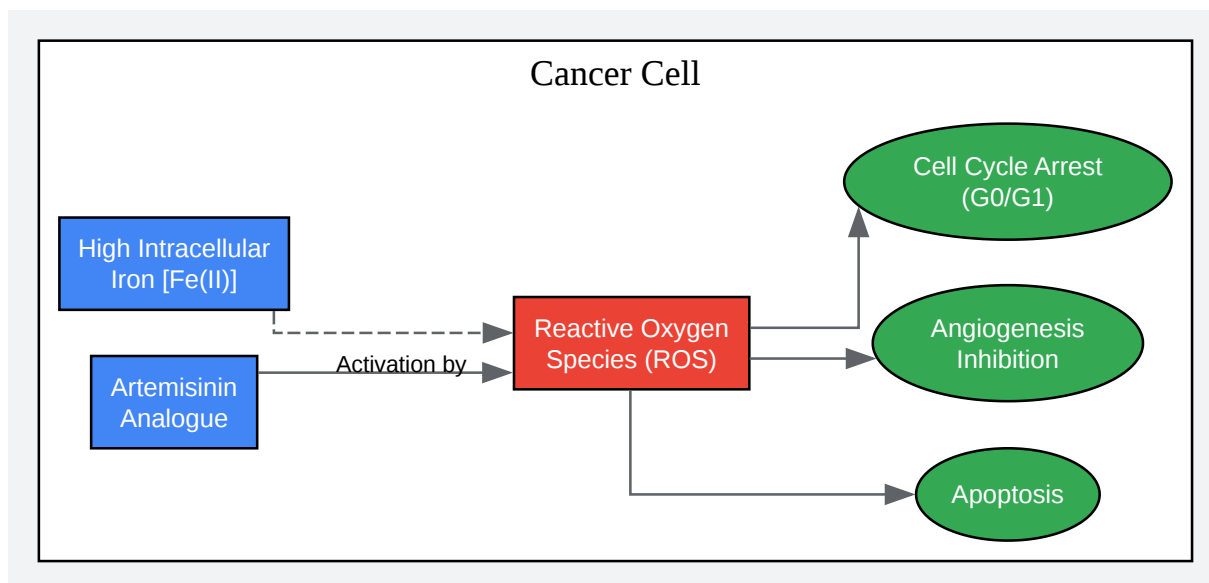 Cancer Cell
High Intracellular
Iron [Fe(II)]
Artemisinin
Analogue
Activation by
Reactive Oxygen
Species (ROS)
Cell Cycle Arrest
(G0/G1)
Angiogenesis
Inhibition
Apoptosis